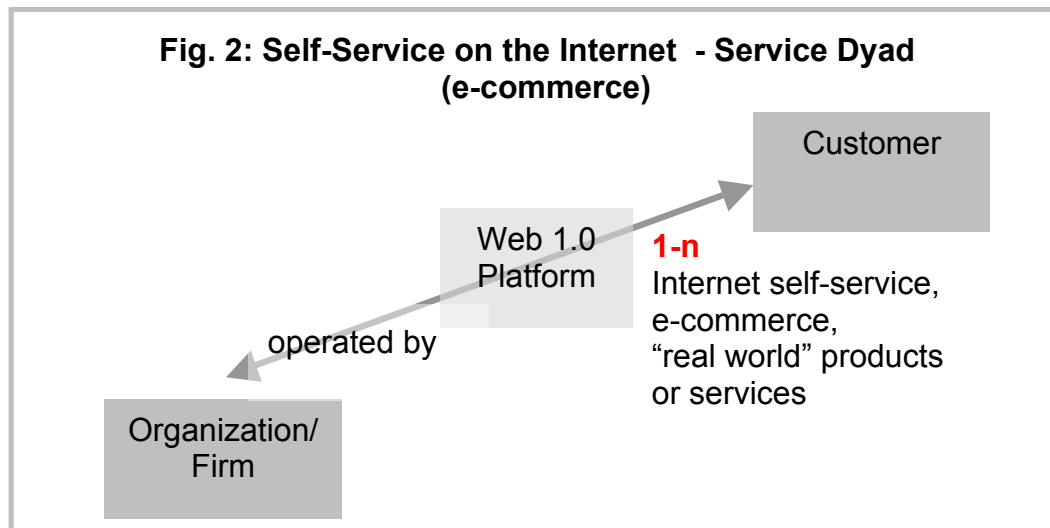 Fig. 2: Self-Service on the Internet - Service Dyad
(e-commerce)
Customer
Web 1.0
Platform
1-n
Internet self-service,
e-commerce,
“real world” products
or services
operated by
Organization/
Firm